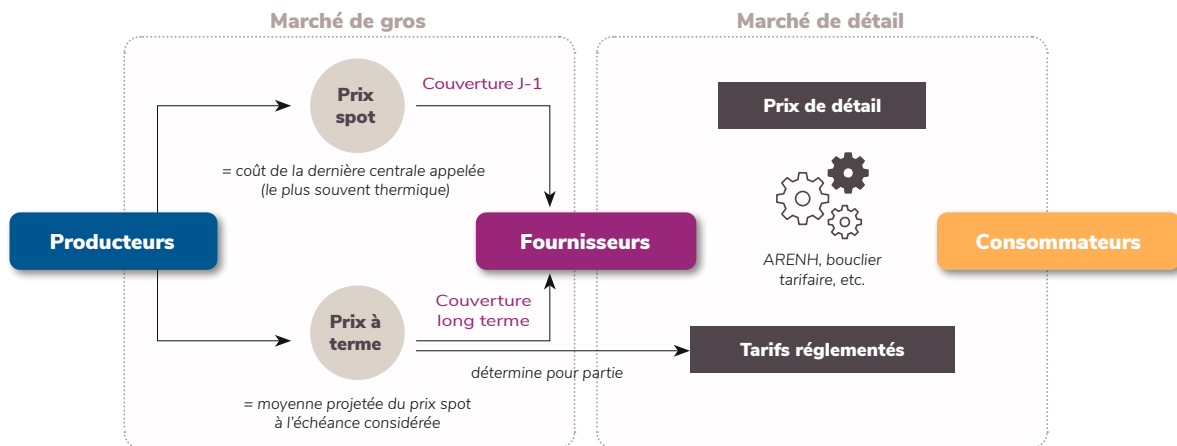 Marché de gros
Marché de détail
Prix
spot
Couverture J-1
= coût de la dernière centrale appelée
(le plus souvent thermique)
Prix de détail
Producteurs
Fournisseurs
Consommateurs
ARENH, bouclier
tarifaire, etc.
Prix à
terme
Couverture
long terme
détermine pour partie
Tarifs réglementés
= moyenne projetée du prix spot
à l’échéance considérée